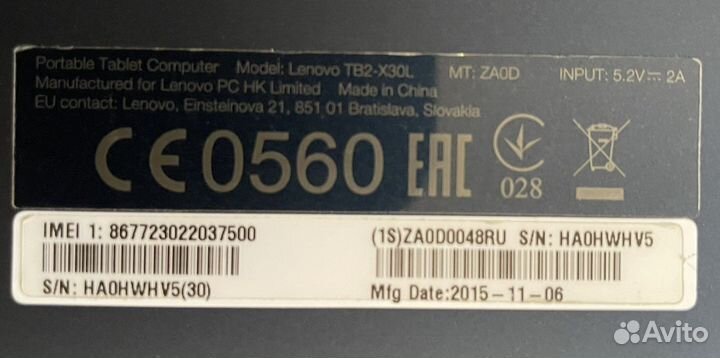 Portable Tablet Computer Model: Lenovo TB2-X30L MT: ZA0D INPUT: 5.2V⎓2A
Manufactured for Lenovo PC HK Limited Made in China
EU contact: Lenovo, Einsteinova 21, 851 01 Bratislava, Slovakia
CE0560 EAC 028
IMEI 1: 867723022037500
S/N: HA0HWHV5(30)
(1S)ZA0D0048RU S/N: HA0HWHV5
Mfg Date:2015-11-06
Avito